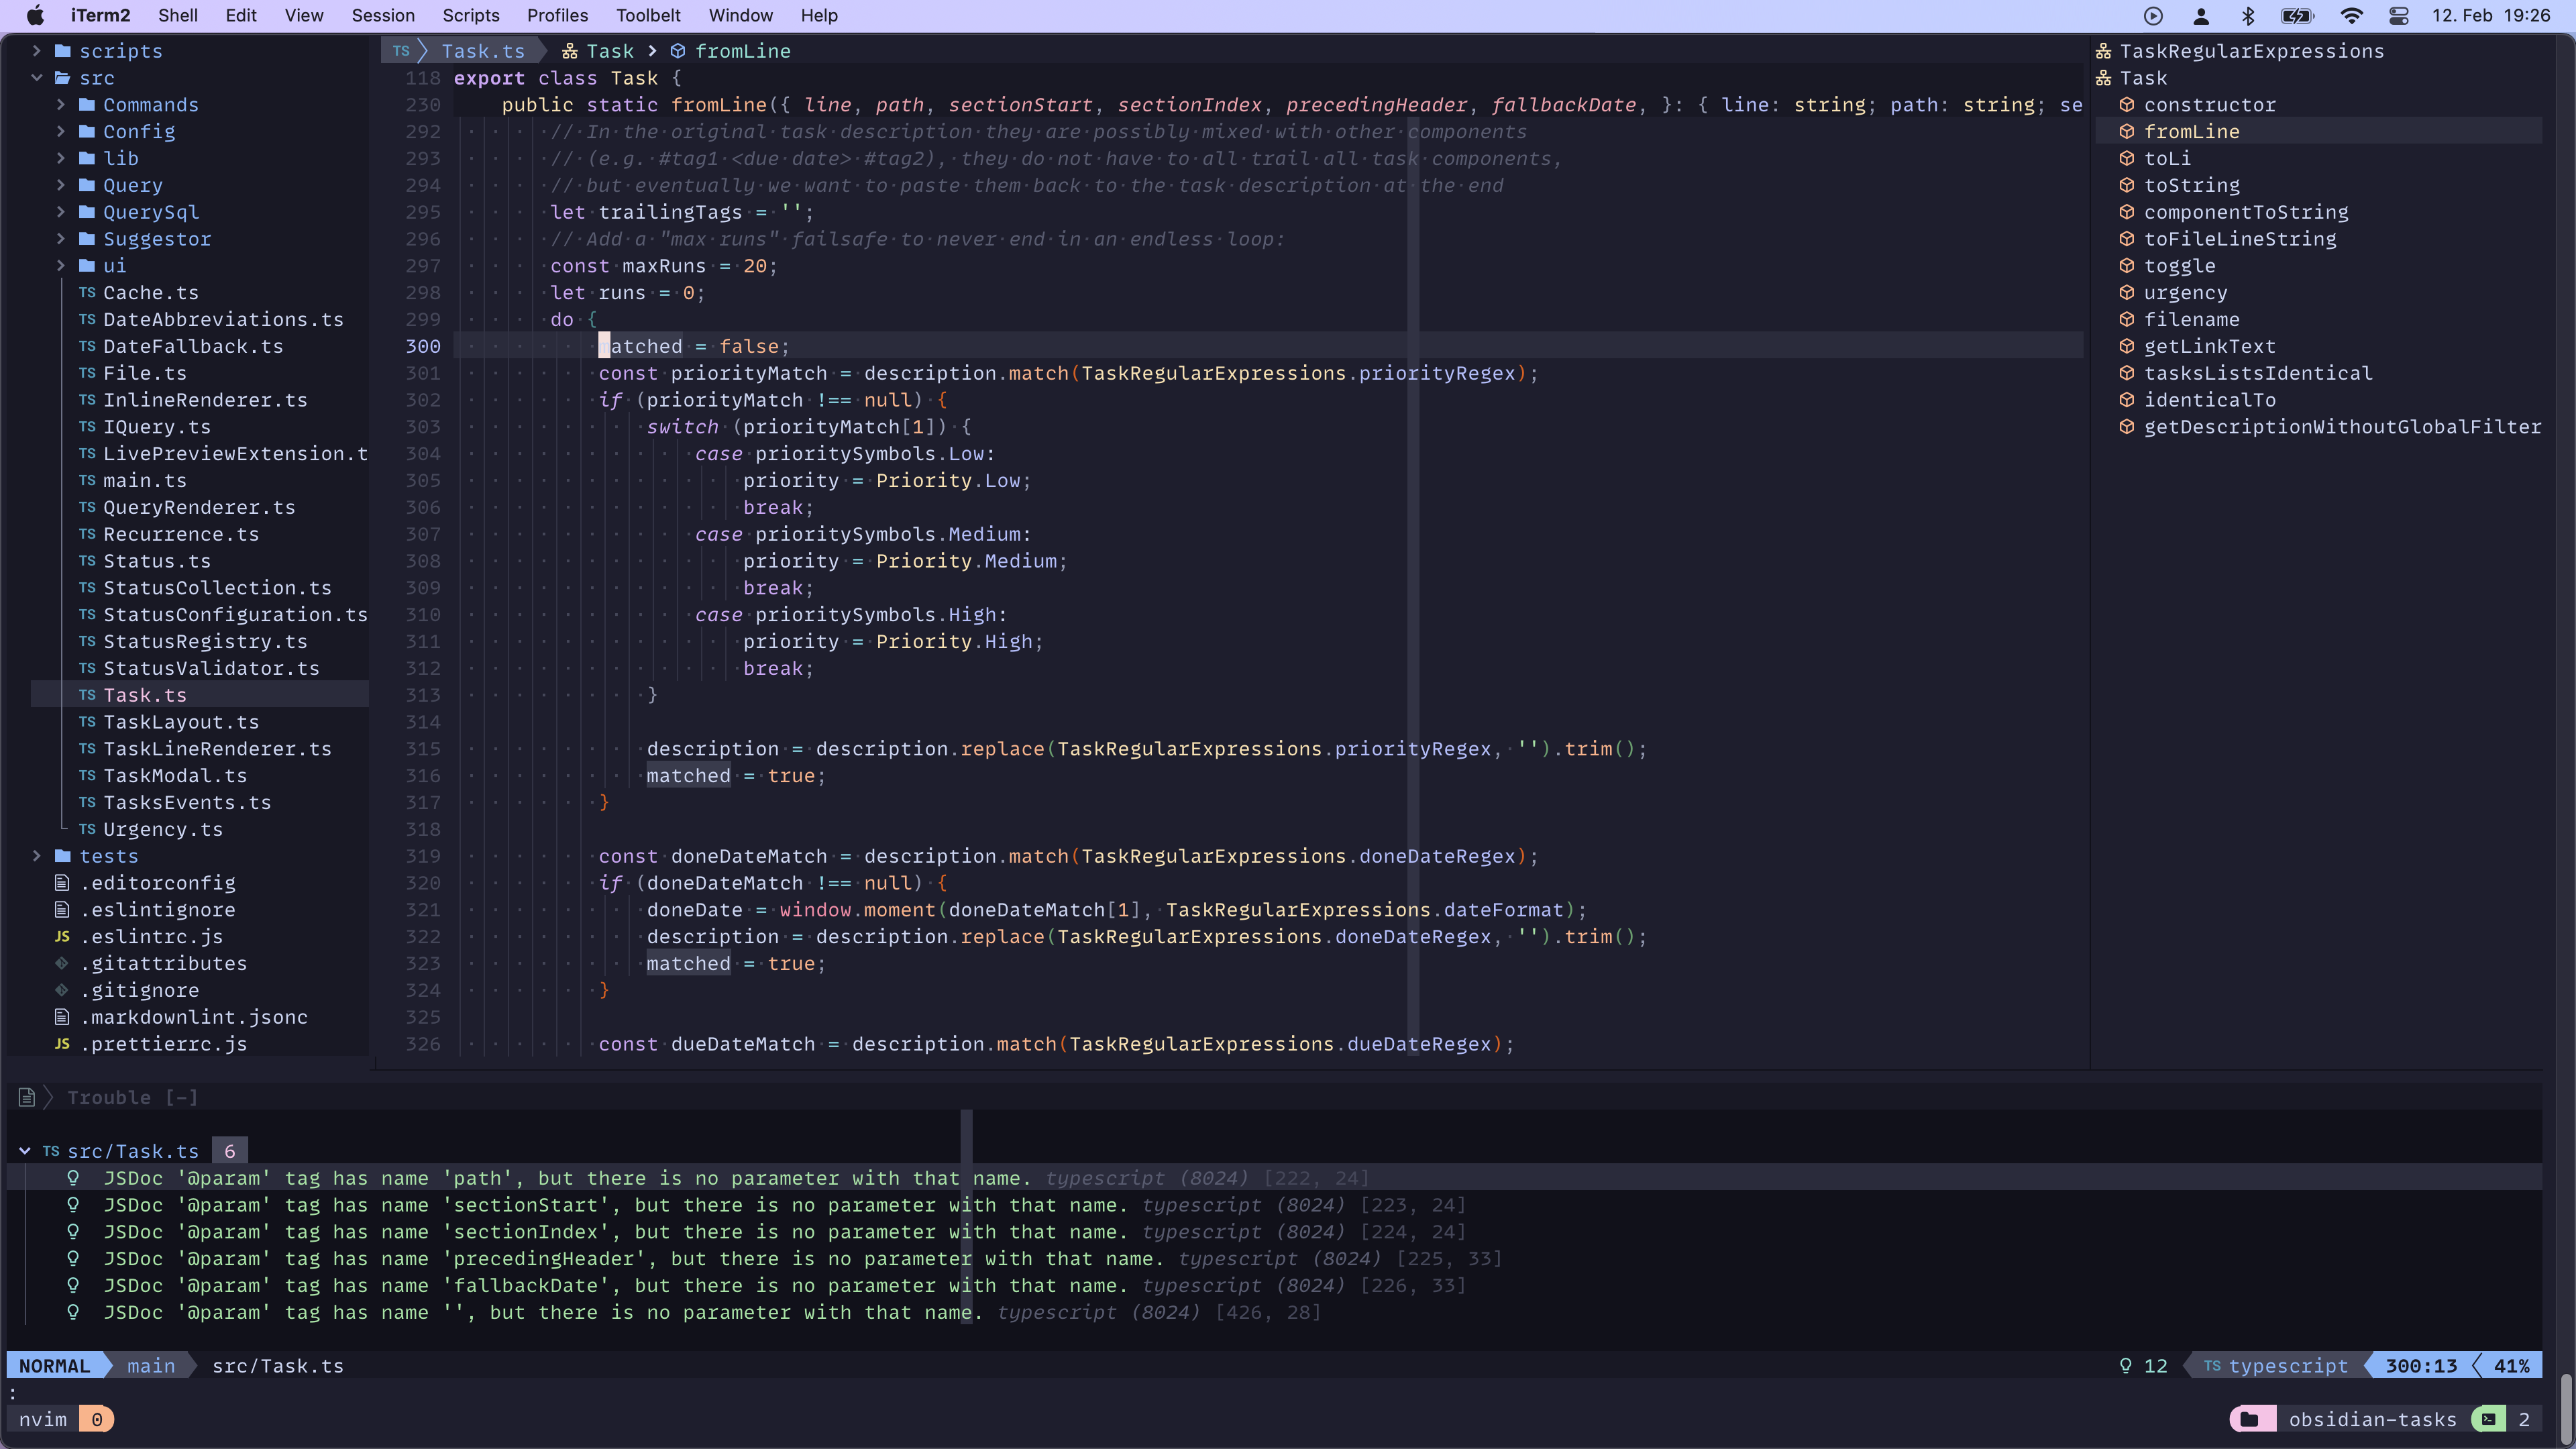 iTerm2 Shell Edit View Session Scripts Profiles Toolbelt Window Help 12. Feb 19:26
scripts
src
Commands
Config
lib
Query
QuerySql
Suggestor
ui
TS Cache.ts
TS DateAbbreviations.ts
TS DateFallback.ts
TS File.ts
TS InlineRenderer.ts
TS IQuery.ts
TS LivePreviewExtension.t
TS main.ts
TS QueryRenderer.ts
TS Recurrence.ts
TS Status.ts
TS StatusCollection.ts
TS StatusConfiguration.ts
TS StatusRegistry.ts
TS StatusValidator.ts
TS Task.ts
TS TaskLayout.ts
TS TaskLineRenderer.ts
TS TaskModal.ts
TS TasksEvents.ts
TS Urgency.ts
tests
.editorconfig
.eslintignore
JS .eslintrc.js
.gitattributes
.gitignore
.markdownlint.jsonc
JS .prettierrc.js
TS Task.ts Task > fromLine
118 export class Task {
230 public static fromLine({ line, path, sectionStart, sectionIndex, precedingHeader, fallbackDate, }: { line: string; path: string; se
292 // In the original task description they are possibly mixed with other components
293 // (e.g. #tag1 <due date> #tag2), they do not have to all trail all task components,
294 // but eventually we want to paste them back to the task description at the end
295 let trailingTags = '';
296 // Add a "max runs" failsafe to never end in an endless loop:
297 const maxRuns = 20;
298 let runs = 0;
299 do {
300 matched = false;
301 const priorityMatch = description.match(TaskRegularExpressions.priorityRegex);
302 if (priorityMatch !== null) {
303 switch (priorityMatch[1]) {
304 case prioritySymbols.Low:
305 priority = Priority.Low;
306 break;
307 case prioritySymbols.Medium:
308 priority = Priority.Medium;
309 break;
310 case prioritySymbols.High:
311 priority = Priority.High;
312 break;
313 }
314
315 description = description.replace(TaskRegularExpressions.priorityRegex, '').trim();
316 matched = true;
317 }
318
319 const doneDateMatch = description.match(TaskRegularExpressions.doneDateRegex);
320 if (doneDateMatch !== null) {
321 doneDate = window.moment(doneDateMatch[1], TaskRegularExpressions.dateFormat);
322 description = description.replace(TaskRegularExpressions.doneDateRegex, '').trim();
323 matched = true;
324 }
325
326 const dueDateMatch = description.match(TaskRegularExpressions.dueDateRegex);
TaskRegularExpressions
Task
constructor
fromLine
toLi
toString
componentToString
toFileLineString
toggle
urgency
filename
getLinkText
tasksListsIdentical
identicalTo
getDescriptionWithoutGlobalFilter
Trouble [-]
TS src/Task.ts 6
JSDoc '@param' tag has name 'path', but there is no parameter with that name. typescript (8024) [222, 24]
JSDoc '@param' tag has name 'sectionStart', but there is no parameter with that name. typescript (8024) [223, 24]
JSDoc '@param' tag has name 'sectionIndex', but there is no parameter with that name. typescript (8024) [224, 24]
JSDoc '@param' tag has name 'precedingHeader', but there is no parameter with that name. typescript (8024) [225, 33]
JSDoc '@param' tag has name 'fallbackDate', but there is no parameter with that name. typescript (8024) [226, 33]
JSDoc '@param' tag has name '', but there is no parameter with that name. typescript (8024) [426, 28]
NORMAL main src/Task.ts 12 TS typescript 300:13 41%
:
nvim 0 obsidian-tasks 2